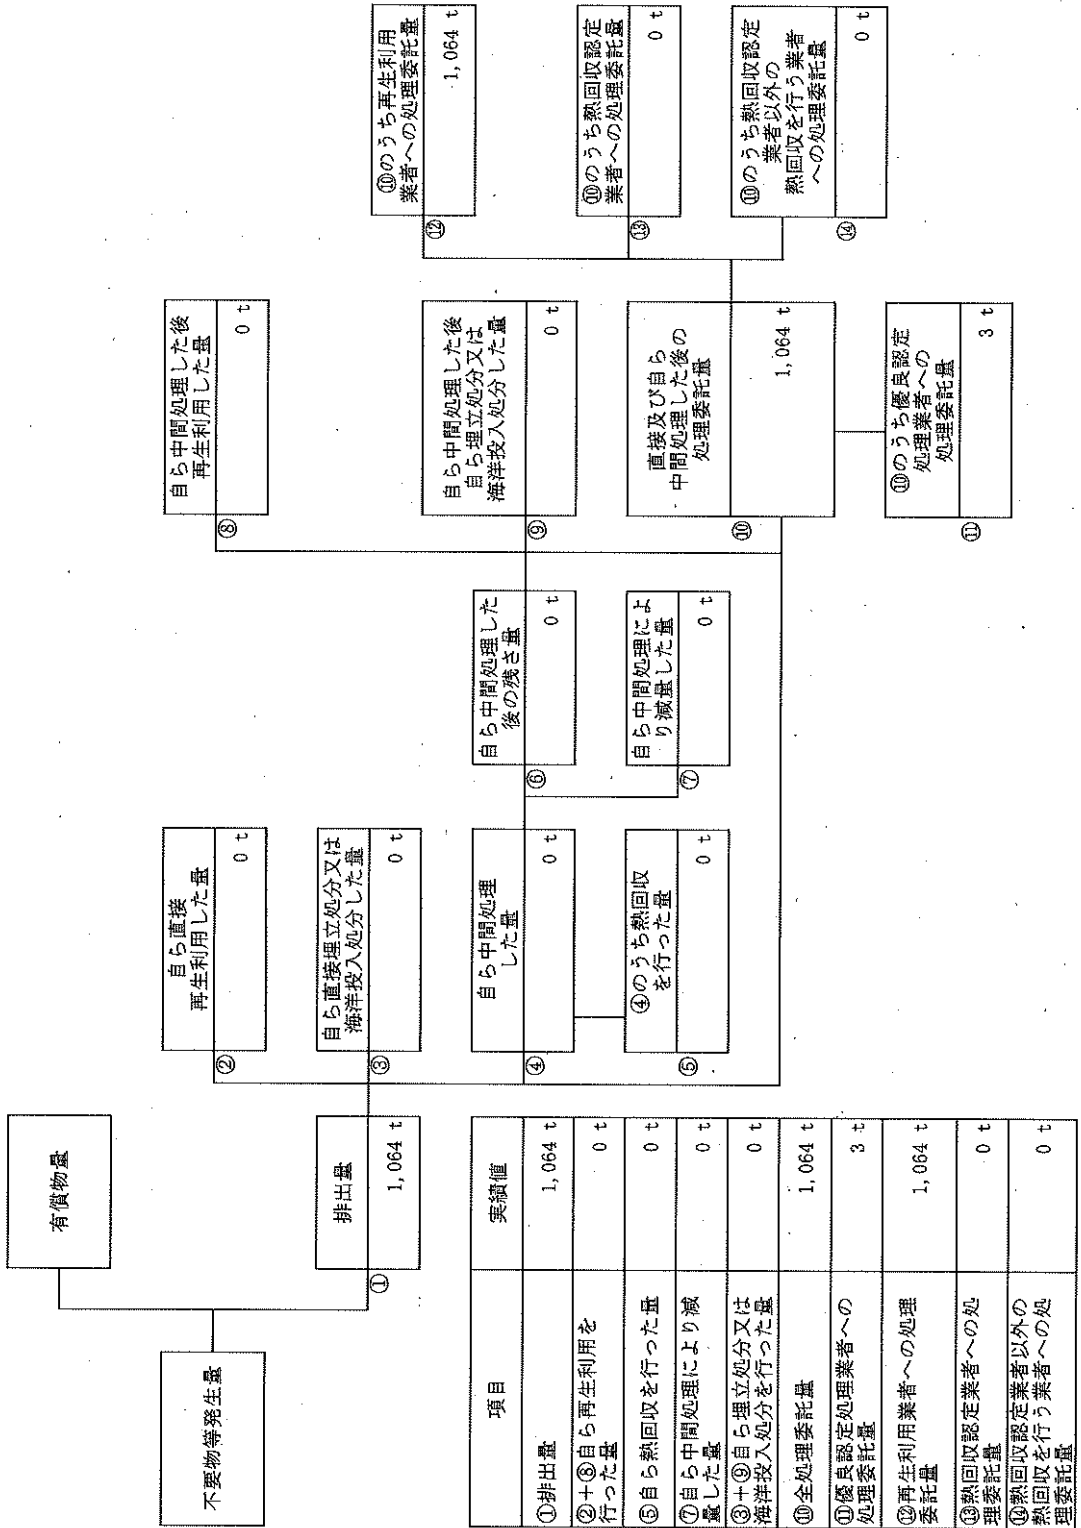 不要物等発生量
有償物量
排出量
①
1,064 t
自ら直接
再生利用した量
②
0 t
自ら直接埋立処分又は
海洋投入処分した量
③
0 t
自ら中間処理
した量
④
0 t
④のうち熱回収
を行った量
⑤
0 t
自ら中間処理した
後の残さ量
⑥
0 t
自ら中間処理によ
り減量した量
⑦
0 t
自ら中間処理した後
再生利用した量
⑧
0 t
自ら中間処理した後
自ら埋立処分又は
海洋投入処分した量
⑨
0 t
直接及び自ら
中間処理した後の
処理委託量
⑩
1,064 t
⑩のうち優良認定
処理業者への
処理委託量
⑪
3 t
⑩のうち再生利用
業者への処理委託量
⑫
1,064 t
⑩のうち熱回収認定
業者への処理委託量
⑬
0 t
⑩のうち熱回収認定
業者以外の
熱回収を行う業者
への処理委託量
⑭
0 t
項目 実績値
①排出量 1,064 t
②+⑧自ら再生利用を
行った量 0 t
⑤自ら熱回収を行った量 0 t
⑦自ら中間処理により減
量した量 0 t
③+⑨自ら埋立処分又は
海洋投入処分を行った量 0 t
⑩全処理委託量 1,064 t
⑪優良認定処理業者への
処理委託量 3 t
⑫再生利用業者への処理
委託量 1,064 t
⑬熱回収認定業者への処
理委託量 0 t
⑭熱回収認定業者以外の
熱回収を行う業者への処
理委託量 0 t